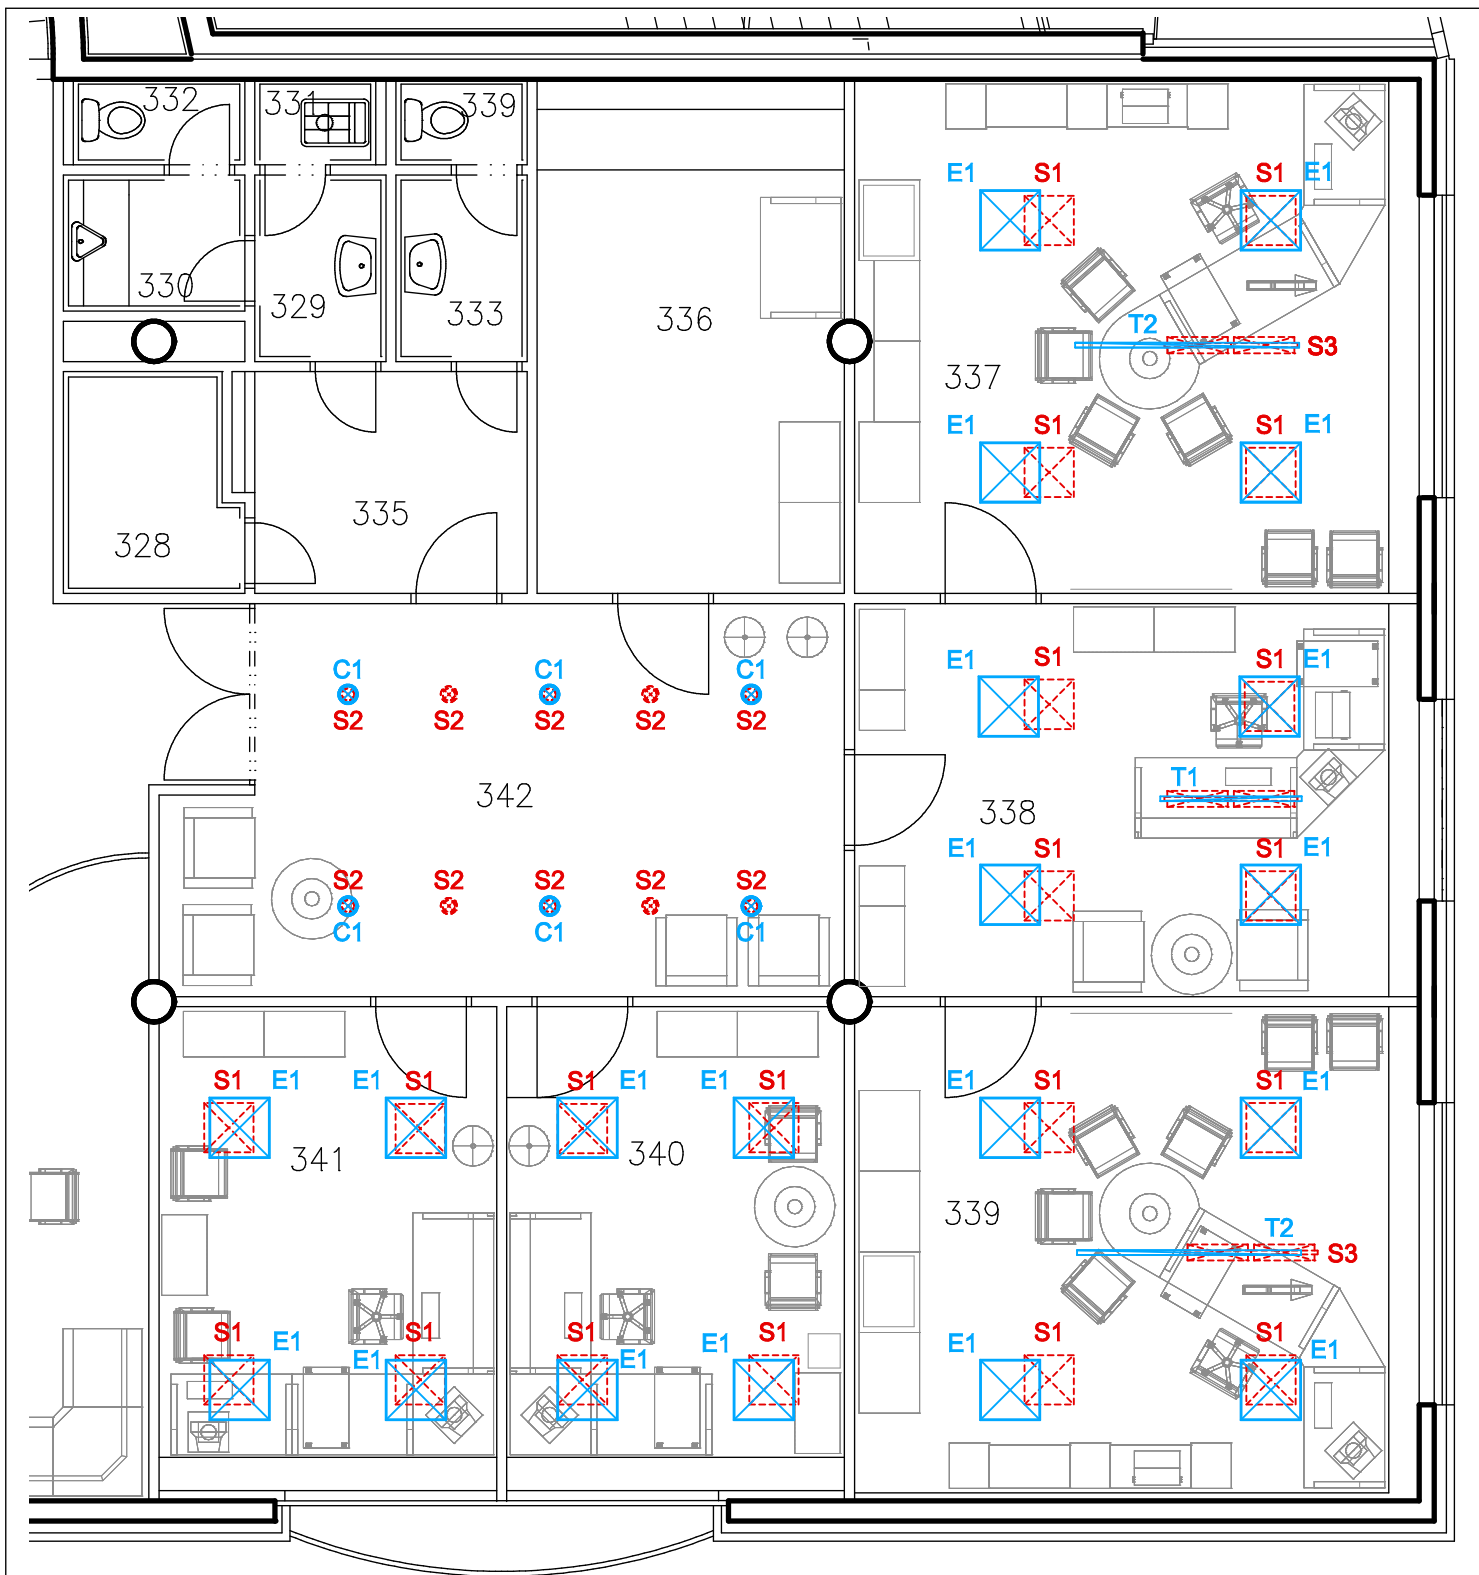 332 331 339
E1 S1 S1 E1
330 329 333 336
T2 S3
337
E1 S1 S1 E1
328 335
C1 C1 C1 E1 S1 S1 E1
S2 S2 S2 S2 S2
342 T1 338
S2 S2 S2 S2 S2 E1 S1 S1 E1
C1 C1 C1
S1 E1 E1 S1 S1 E1 E1 S1 E1 S1 S1 E1
341 340
339 T2 S3
S1 E1 E1 S1 S1 E1 E1 S1 E1 S1 S1 E1